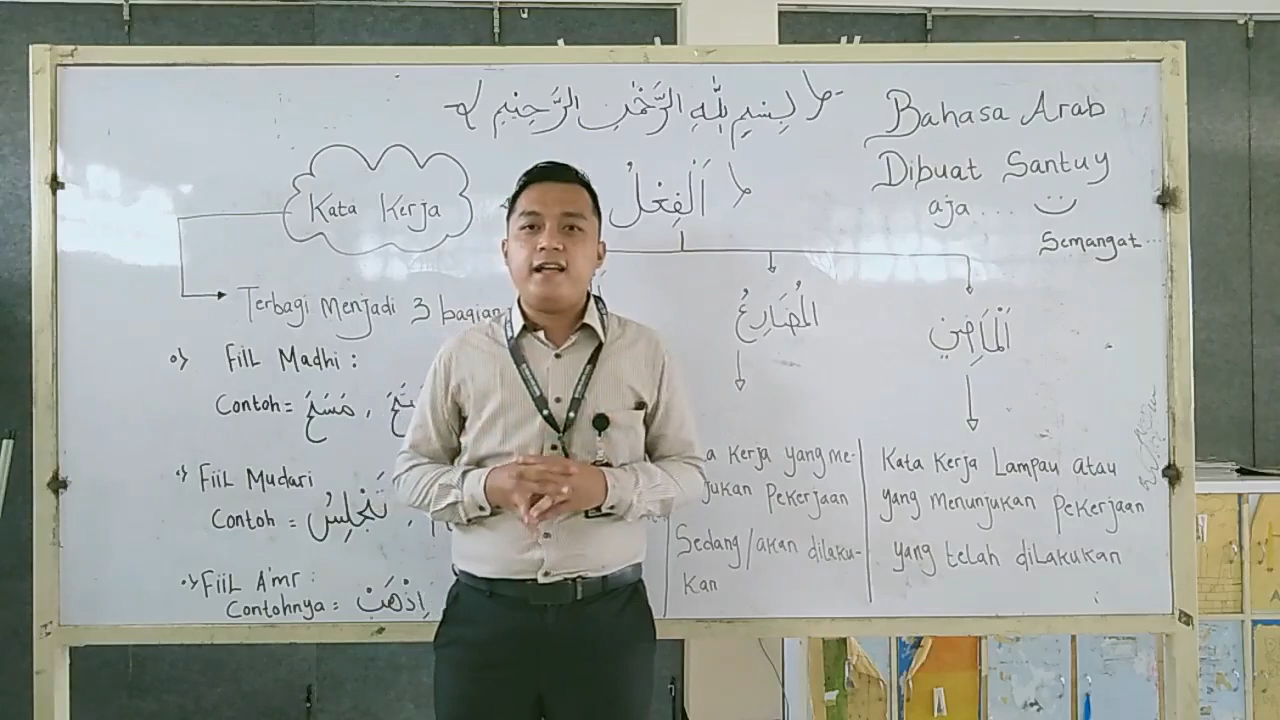 بِسْمِ اللّٰهِ الرَّحْمٰنِ الرَّحِيْمِ
Bahasa Arab
Dibuat Santuy
aja.... 
Semangat...
اَلْفِعْلُ
Kata Kerja
Terbagi Menjadi 3 bagian
Fiil Madhi :
Contoh = مَسَحَ ,
Fiil Mudari
Contoh = تَجْلِسُ ,
Fiil A'mr :
Contohnya = اِذْهَبْ
المُضَارِعُ
Kerja yang me-
Pekerjaan
Sedang/akan dilaku-
kan
اَلْمَاضِي
Kata Kerja Lampau atau
yang menunjukan Pekerjaan
yang telah dilakukan